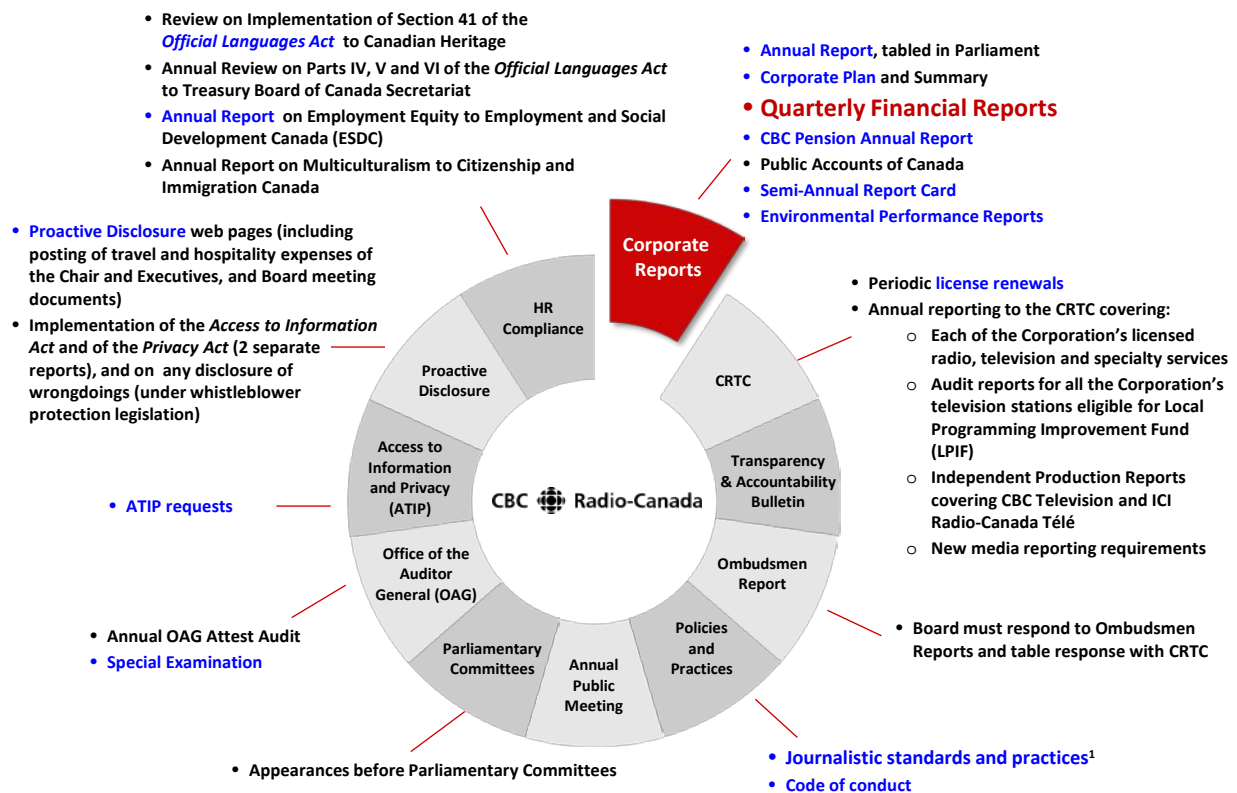 • Review on Implementation of Section 41 of the
Official Languages Act to Canadian Heritage
• Annual Review on Parts IV, V and VI of the Official Languages Act
to Treasury Board of Canada Secretariat
• Annual Report on Employment Equity to Employment and Social
Development Canada (ESDC)
• Annual Report on Multiculturalism to Citizenship and
Immigration Canada
• Annual Report, tabled in Parliament
• Corporate Plan and Summary
• Quarterly Financial Reports
• CBC Pension Annual Report
• Public Accounts of Canada
• Semi-Annual Report Card
• Environmental Performance Reports
• Proactive Disclosure web pages (including
posting of travel and hospitality expenses of
the Chair and Executives, and Board meeting
documents)
• Implementation of the Access to Information
Act and of the Privacy Act (2 separate
reports), and on any disclosure of
wrongdoings (under whistleblower
protection legislation)
• ATIP requests
• Annual OAG Attest Audit
• Special Examination
• Appearances before Parliamentary Committees
Corporate
Reports
HR
Compliance
Proactive
Disclosure
Access to
Information
and Privacy
(ATIP)
Office of the
Auditor
General (OAG)
Parliamentary
Committees
Annual
Public
Meeting
Policies
and
Practices
Ombudsmen
Report
Transparency
& Accountability
Bulletin
CRTC
CBC Radio-Canada
• Periodic license renewals
• Annual reporting to the CRTC covering:
o Each of the Corporation's licensed
radio, television and specialty services
o Audit reports for all the Corporation's
television stations eligible for Local
Programming Improvement Fund
(LPIF)
o Independent Production Reports
covering CBC Television and ICI
Radio-Canada Télé
o New media reporting requirements
• Board must respond to Ombudsmen
Reports and table response with CRTC
• Journalistic standards and practices¹
• Code of conduct